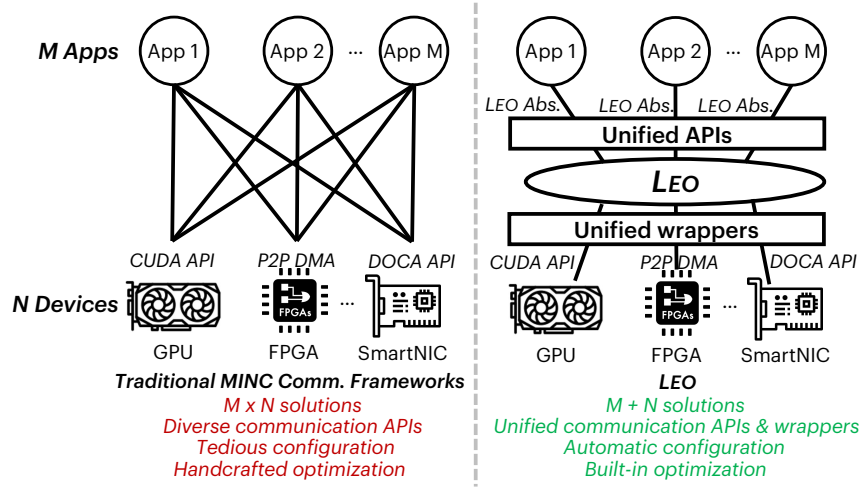 M Apps
App 1
App 2
...
App M
CUDA API
P2P DMA
DOCA API
N Devices
FPGAs
...
GPU
FPGA
SmartNIC
Traditional MINC Comm. Frameworks
M x N solutions
Diverse communication APIs
Tedious configuration
Handcrafted optimization
App 1
App 2
...
App M
LEO Abs.
LEO Abs.
LEO Abs.
Unified APIs
LEO
Unified wrappers
CUDA API
P2P DMA
DOCA API
FPGAs
...
GPU
FPGA
SmartNIC
LEO
M + N solutions
Unified communication APIs & wrappers
Automatic configuration
Built-in optimization